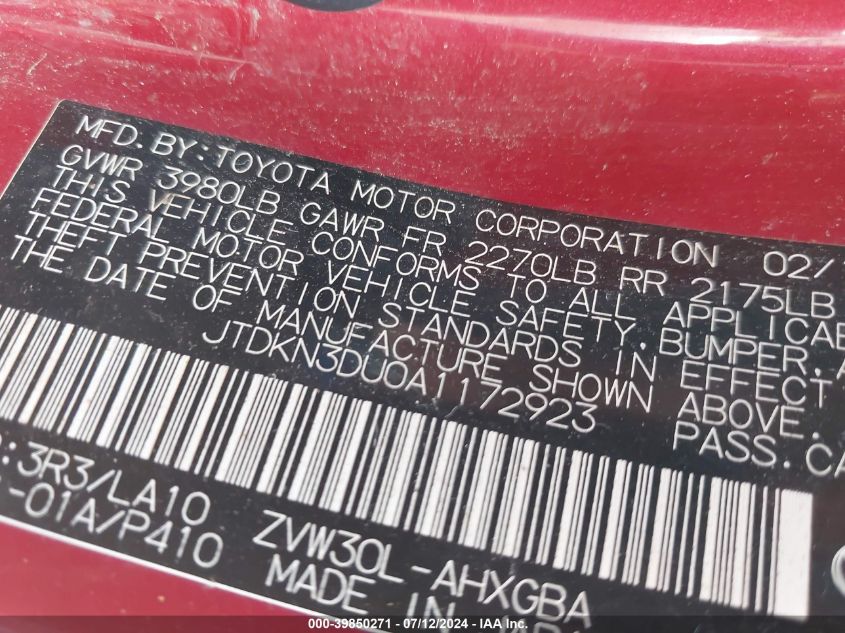 MFD. BY: TOYOTA MOTOR CORPORATION 02/
GVWR 3980LB GAWR FR 2270LB RR 2175LB
THIS VEHICLE CONFORMS TO ALL APPLICAB
FEDERAL MOTOR VEHICLE SAFETY, BUMPER, A
THEFT PREVENTION STANDARDS IN EFFECT
THE DATE OF MANUFACTURE SHOWN ABOVE.
JTDKN3DU0A1172923 PASS.CA
:3R3/LA10 ZVW30L-AHXGBA
-01A/P410 MADE IN
000-39850271 - 07/12/2024 - IAA Inc.